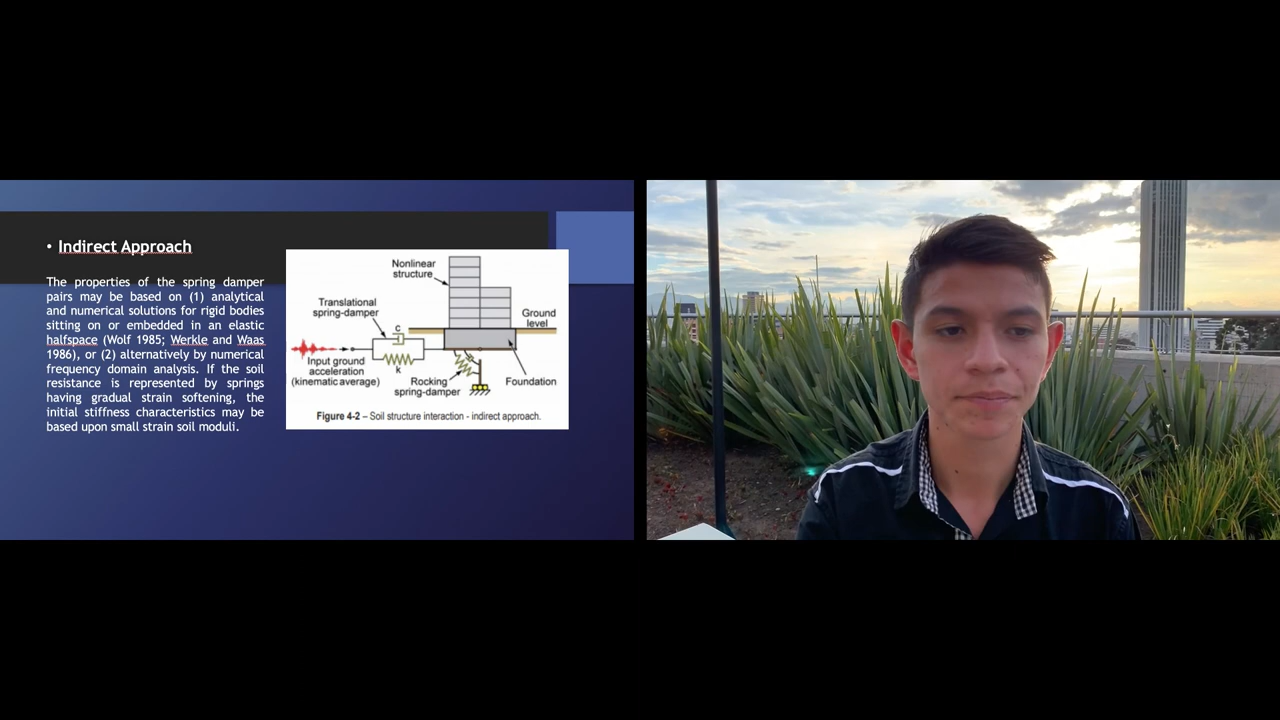 • Indirect Approach
The properties of the spring damper
pairs may be based on (1) analytical
and numerical solutions for rigid bodies
sitting on or embedded in an elastic
halfspace (Wolf 1985; Werkle and Waas
1986), or (2) alternatively by numerical
frequency domain analysis. If the soil
resistance is represented by springs
having gradual strain softening, the
initial stiffness characteristics may be
based upon small strain soil moduli.
Nonlinear
structure
Translational
spring-damper
Ground
level
c
k
Input ground
acceleration
(kinematic average)
Rocking
spring-damper
Foundation
Figure 4-2 – Soil structure interaction - indirect approach.